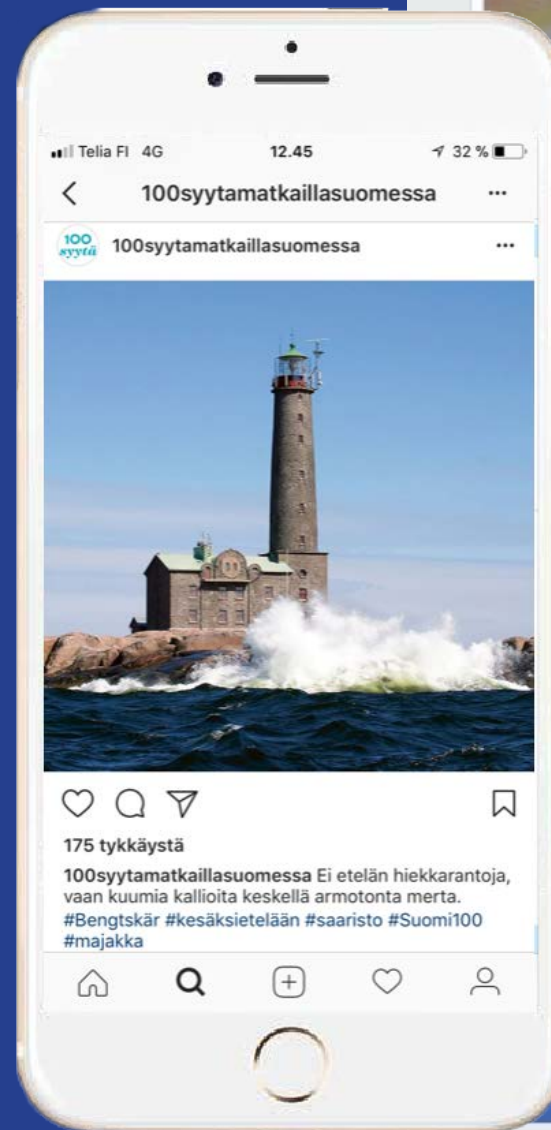 Telia FI 4G 12.45 32 %
100syytamatkaillasuomessa ...
100 syytä
100syytamatkaillasuomessa ...
175 tykkäystä
100syytamatkaillasuomessa Ei etelän hiekkarantoja,
vaan kuumia kallioita keskellä armotonta merta.
#Bengtskär #kesäksietelään #saaristo #Suomi100
#majakka